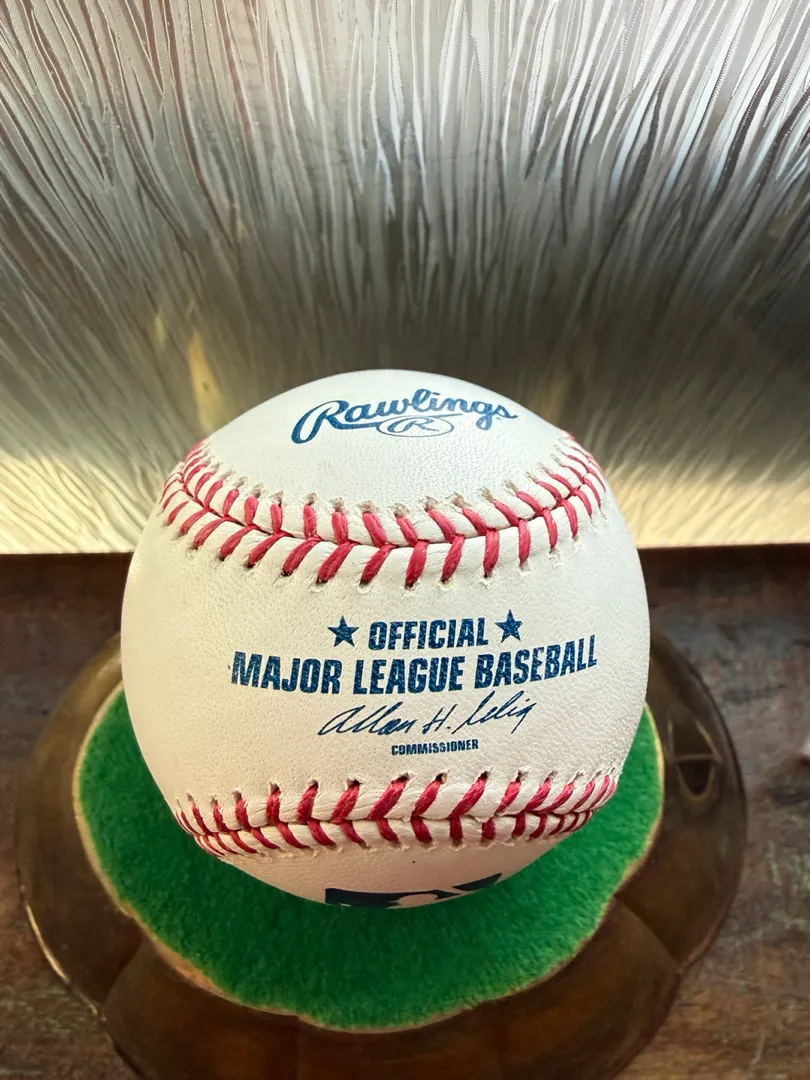 Rawlings
R
★ OFFICIAL ★
MAJOR LEAGUE BASEBALL
Allan H. Selig
COMMISSIONER